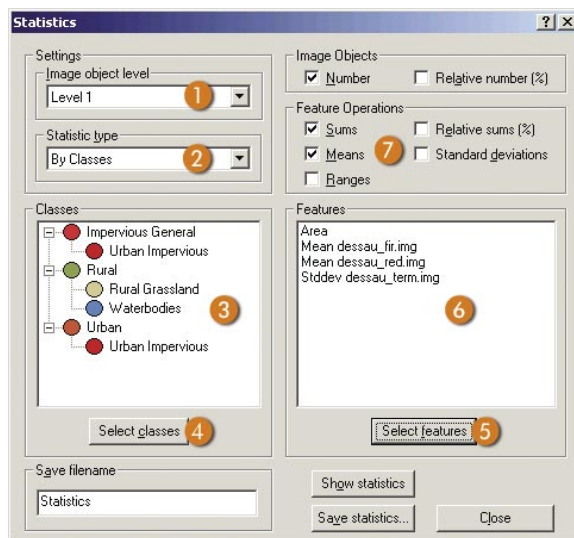 Statistics
Settings
Image object level
Level 1
1
Statistic type
By Classes
2
Image Objects
Number
Relative number (%)
Feature Operations
Sums
Relative sums (%)
Means
7
Standard deviations
Ranges
Classes
Impervious General
Urban Impervious
Rural
Rural Grassland
Waterbodies
3
Urban
Urban Impervious
Select classes
4
Features
Area
Mean dessau_fir.img
Mean dessau_red.img
Stddev dessau_term.img
6
Select features
5
Save filename
Statistics
Show statistics
Save statistics...
Close